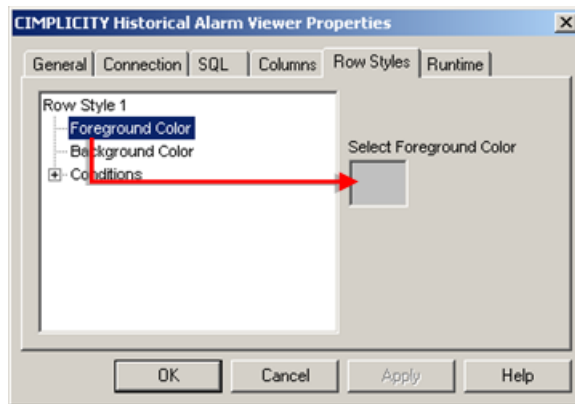 CIMPLICITY Historical Alarm Viewer Properties
General Connection SQL Columns Row Styles Runtime
Row Style 1
Foreground Color
Background Color
Conditions
Select Foreground Color
OK Cancel Apply Help